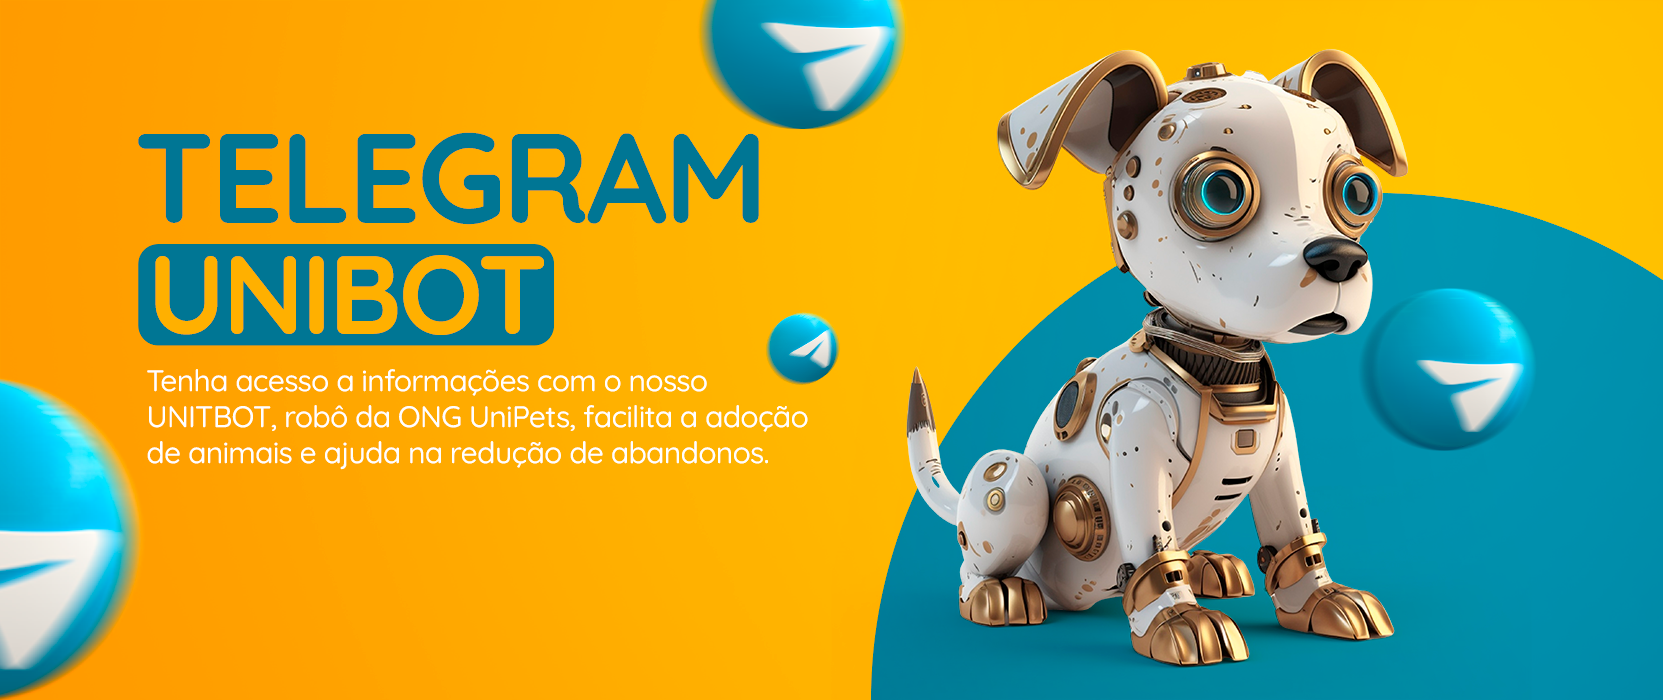 TELEGRAM
UNIBOT
Tenha acesso a informações com o nosso
UNITBOT, robô da ONG UniPets, facilita a adoção
de animais e ajuda na redução de abandonos.